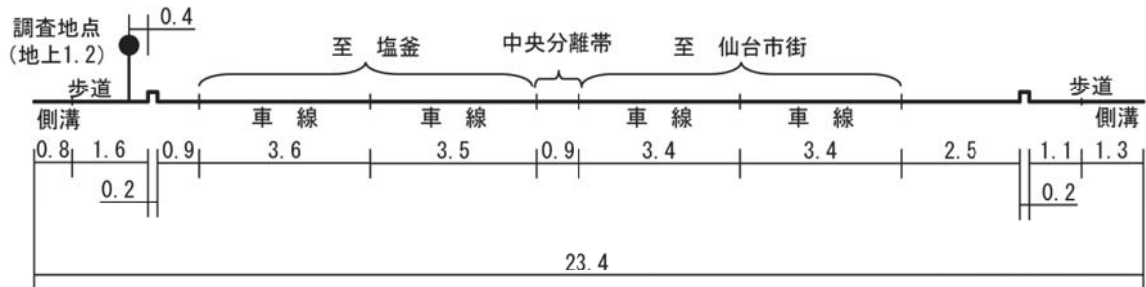 調査地点
(地上1.2)
0.4
至 塩釜
中央分離帯
至 仙台市街
歩道
歩道
側溝
車 線
車 線
車 線
車 線
側溝
0.8
1.6
0.9
3.6
3.5
0.9
3.4
3.4
2.5
1.1
1.3
0.2
0.2
23.4